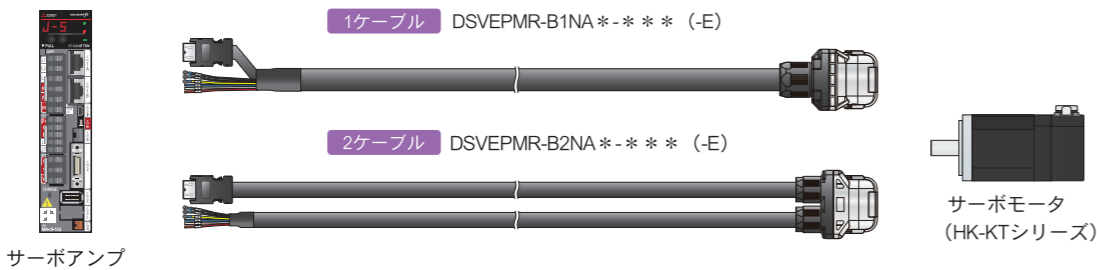 1ケーブル DSVEPMR-B1NA＊-＊＊＊（-E）
J-5
2ケーブル DSVEPMR-B2NA＊-＊＊＊（-E）
サーボモータ
（HK-KTシリーズ）
サーボアンプ